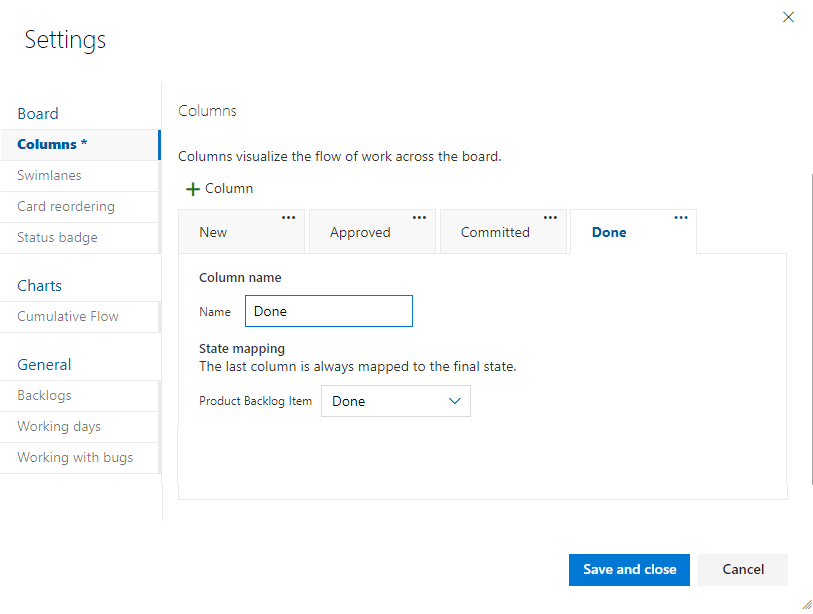 Settings
Board
Columns *
Swimlanes
Card reordering
Status badge
Charts
Cumulative Flow
General
Backlogs
Working days
Working with bugs
Columns
Columns visualize the flow of work across the board.
+ Column
New ...
Approved ...
Committed ...
Done ...
Column name
Name Done
State mapping
The last column is always mapped to the final state.
Product Backlog Item Done
Save and close Cancel